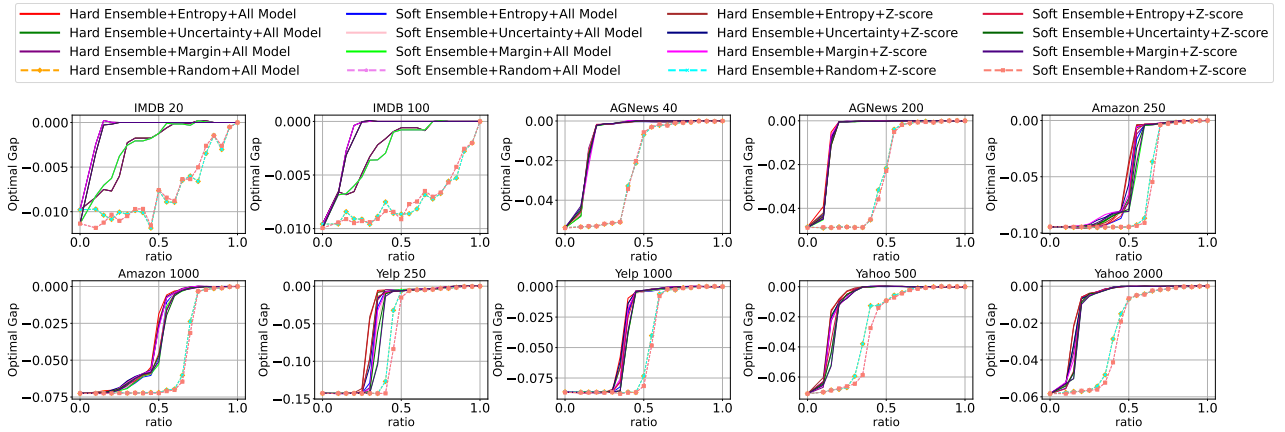 Hard Ensemble+Entropy+All Model Soft Ensemble+Entropy+All Model Hard Ensemble+Entropy+Z-score Soft Ensemble+Entropy+Z-score
Hard Ensemble+Uncertainty+All Model Soft Ensemble+Uncertainty+All Model Hard Ensemble+Uncertainty+Z-score Soft Ensemble+Uncertainty+Z-score
Hard Ensemble+Margin+All Model Soft Ensemble+Margin+All Model Hard Ensemble+Margin+Z-score Soft Ensemble+Margin+Z-score
Hard Ensemble+Random+All Model Soft Ensemble+Random+All Model Hard Ensemble+Random+Z-score Soft Ensemble+Random+Z-score
IMDB 20
Optimal Gap
0.000
−0.005
−0.010
0.0 0.5 1.0
ratio
IMDB 100
Optimal Gap
0.000
−0.005
−0.010
0.0 0.5 1.0
ratio
AGNews 40
Optimal Gap
0.00
−0.02
−0.04
0.0 0.5 1.0
ratio
AGNews 200
Optimal Gap
0.00
−0.02
−0.04
0.0 0.5 1.0
ratio
Amazon 250
Optimal Gap
0.00
−0.05
−0.10
0.0 0.5 1.0
ratio
Amazon 1000
Optimal Gap
0.000
−0.025
−0.050
−0.075
0.0 0.5 1.0
ratio
Yelp 250
Optimal Gap
0.00
−0.05
−0.10
−0.15
0.0 0.5 1.0
ratio
Yelp 1000
Optimal Gap
0.000
−0.025
−0.050
−0.075
0.0 0.5 1.0
ratio
Yahoo 500
Optimal Gap
0.00
−0.02
−0.04
−0.06
0.0 0.5 1.0
ratio
Yahoo 2000
Optimal Gap
0.00
−0.02
−0.04
−0.06
0.0 0.5 1.0
ratio